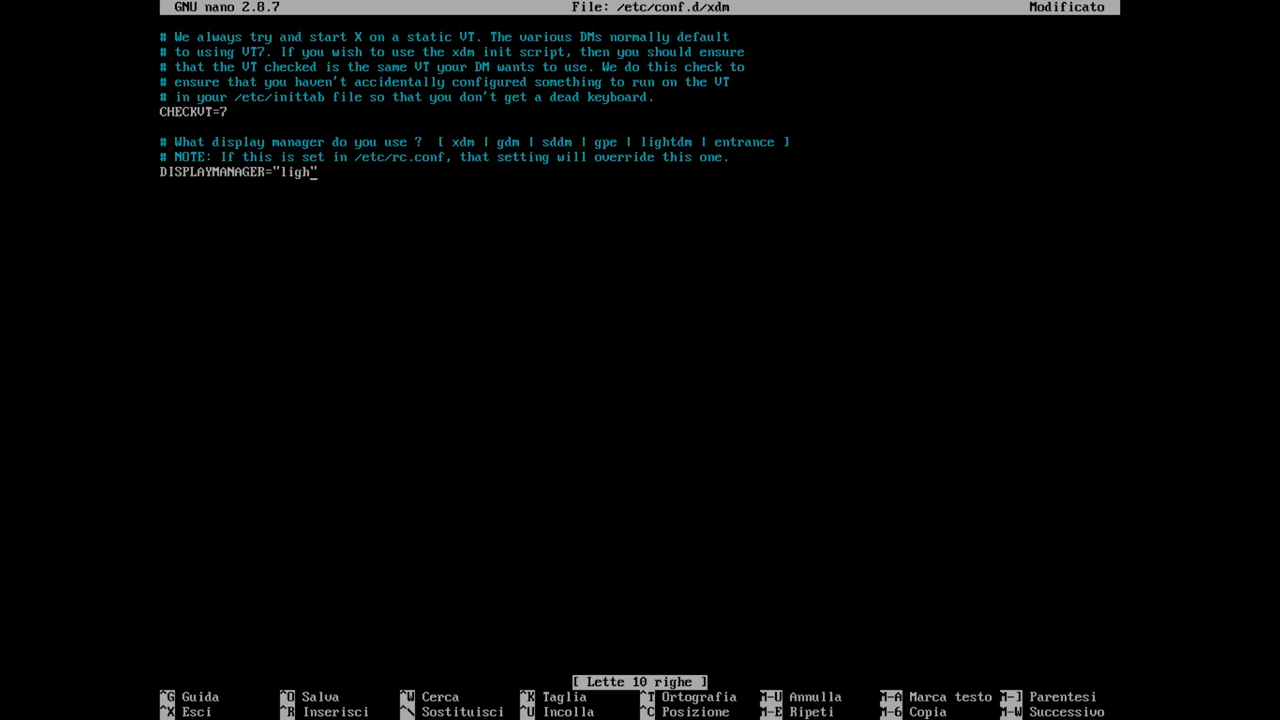 GNU nano 2.8.7 File: /etc/conf.d/xdm Modificato
# We always try and start X on a static VT. The various DMs normally default
# to using VT7. If you wish to use the xdm init script, then you should ensure
# that the VT checked is the same VT your DM wants to use. We do this check to
# ensure that you haven't accidentally configured something to run on the VT
# in your /etc/inittab file so that you don't get a dead keyboard.
CHECKVT=7
# What display manager do you use ? [ xdm | gdm | sddm | gpe | lightdm | entrance ]
# NOTE: If this is set in /etc/rc.conf, that setting will override this one.
DISPLAYMANAGER="ligh"
[ Lette 10 righe ]
^G Guida ^O Salva ^W Cerca ^K Taglia ^T Ortografia M-U Annulla M-A Marca testo M-] Parentesi
^X Esci ^R Inserisci ^\ Sostituisci ^U Incolla ^C Posizione M-E Ripeti M-6 Copia M-W Successivo